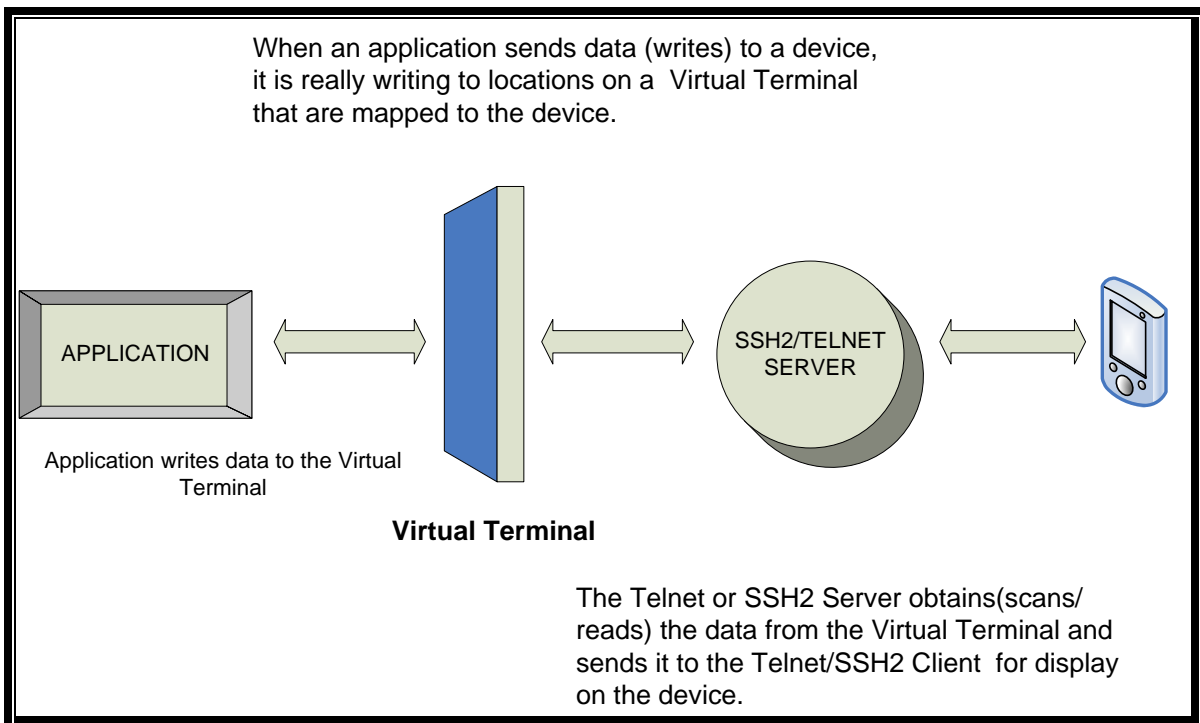 When an application sends data (writes) to a device,
it is really writing to locations on a  Virtual Terminal
that are mapped to the device.
APPLICATION
SSH2/TELNET
SERVER
Application writes data to the Virtual
Terminal
Virtual Terminal
The Telnet or SSH2 Server obtains(scans/
reads) the data from the Virtual Terminal and
sends it to the Telnet/SSH2 Client  for display
on the device.